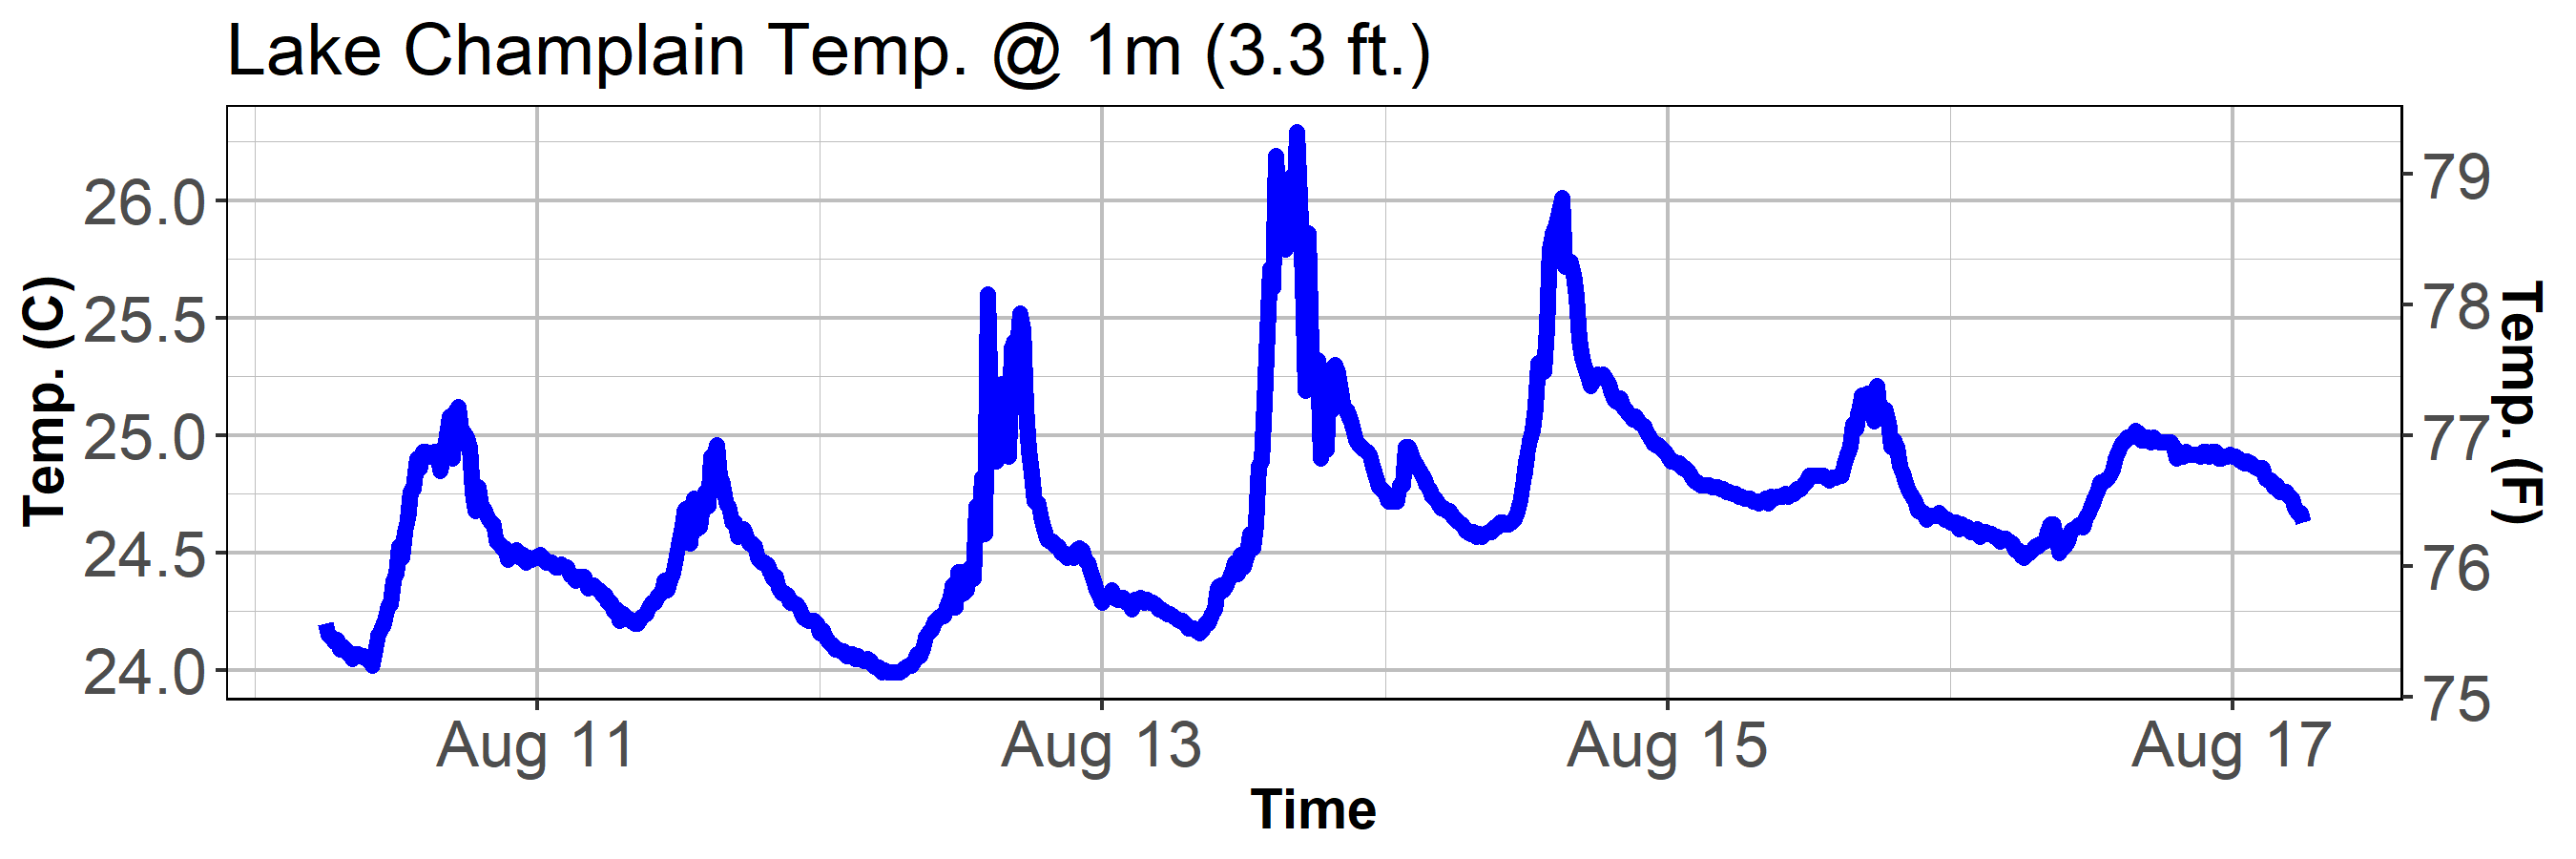 Lake Champlain Temp. @ 1m (3.3 ft.)
Temp. (C)
26.0
25.5
25.0
24.5
24.0
79
78
77
76
75
Temp. (F)
Aug 11
Aug 13
Aug 15
Aug 17
Time